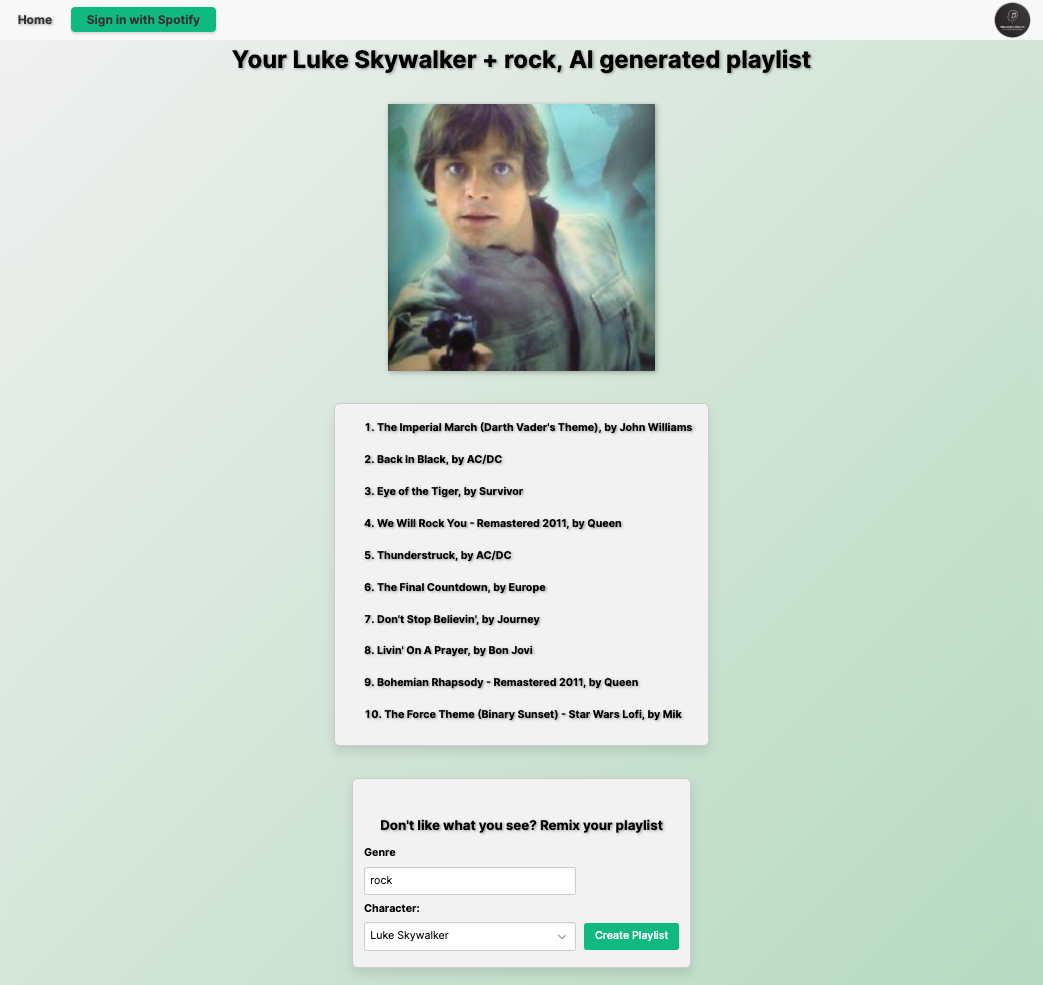 Home
Sign in with Spotify
Your Luke Skywalker + rock, AI generated playlist
1. The Imperial March (Darth Vader's Theme), by John Williams
2. Back In Black, by AC/DC
3. Eye of the Tiger, by Survivor
4. We Will Rock You - Remastered 2011, by Queen
5. Thunderstruck, by AC/DC
6. The Final Countdown, by Europe
7. Don't Stop Believin', by Journey
8. Livin' On A Prayer, by Bon Jovi
9. Bohemian Rhapsody - Remastered 2011, by Queen
10. The Force Theme (Binary Sunset) - Star Wars Lofi, by Mik
Don't like what you see? Remix your playlist
Genre
rock
Character:
Luke Skywalker
Create Playlist